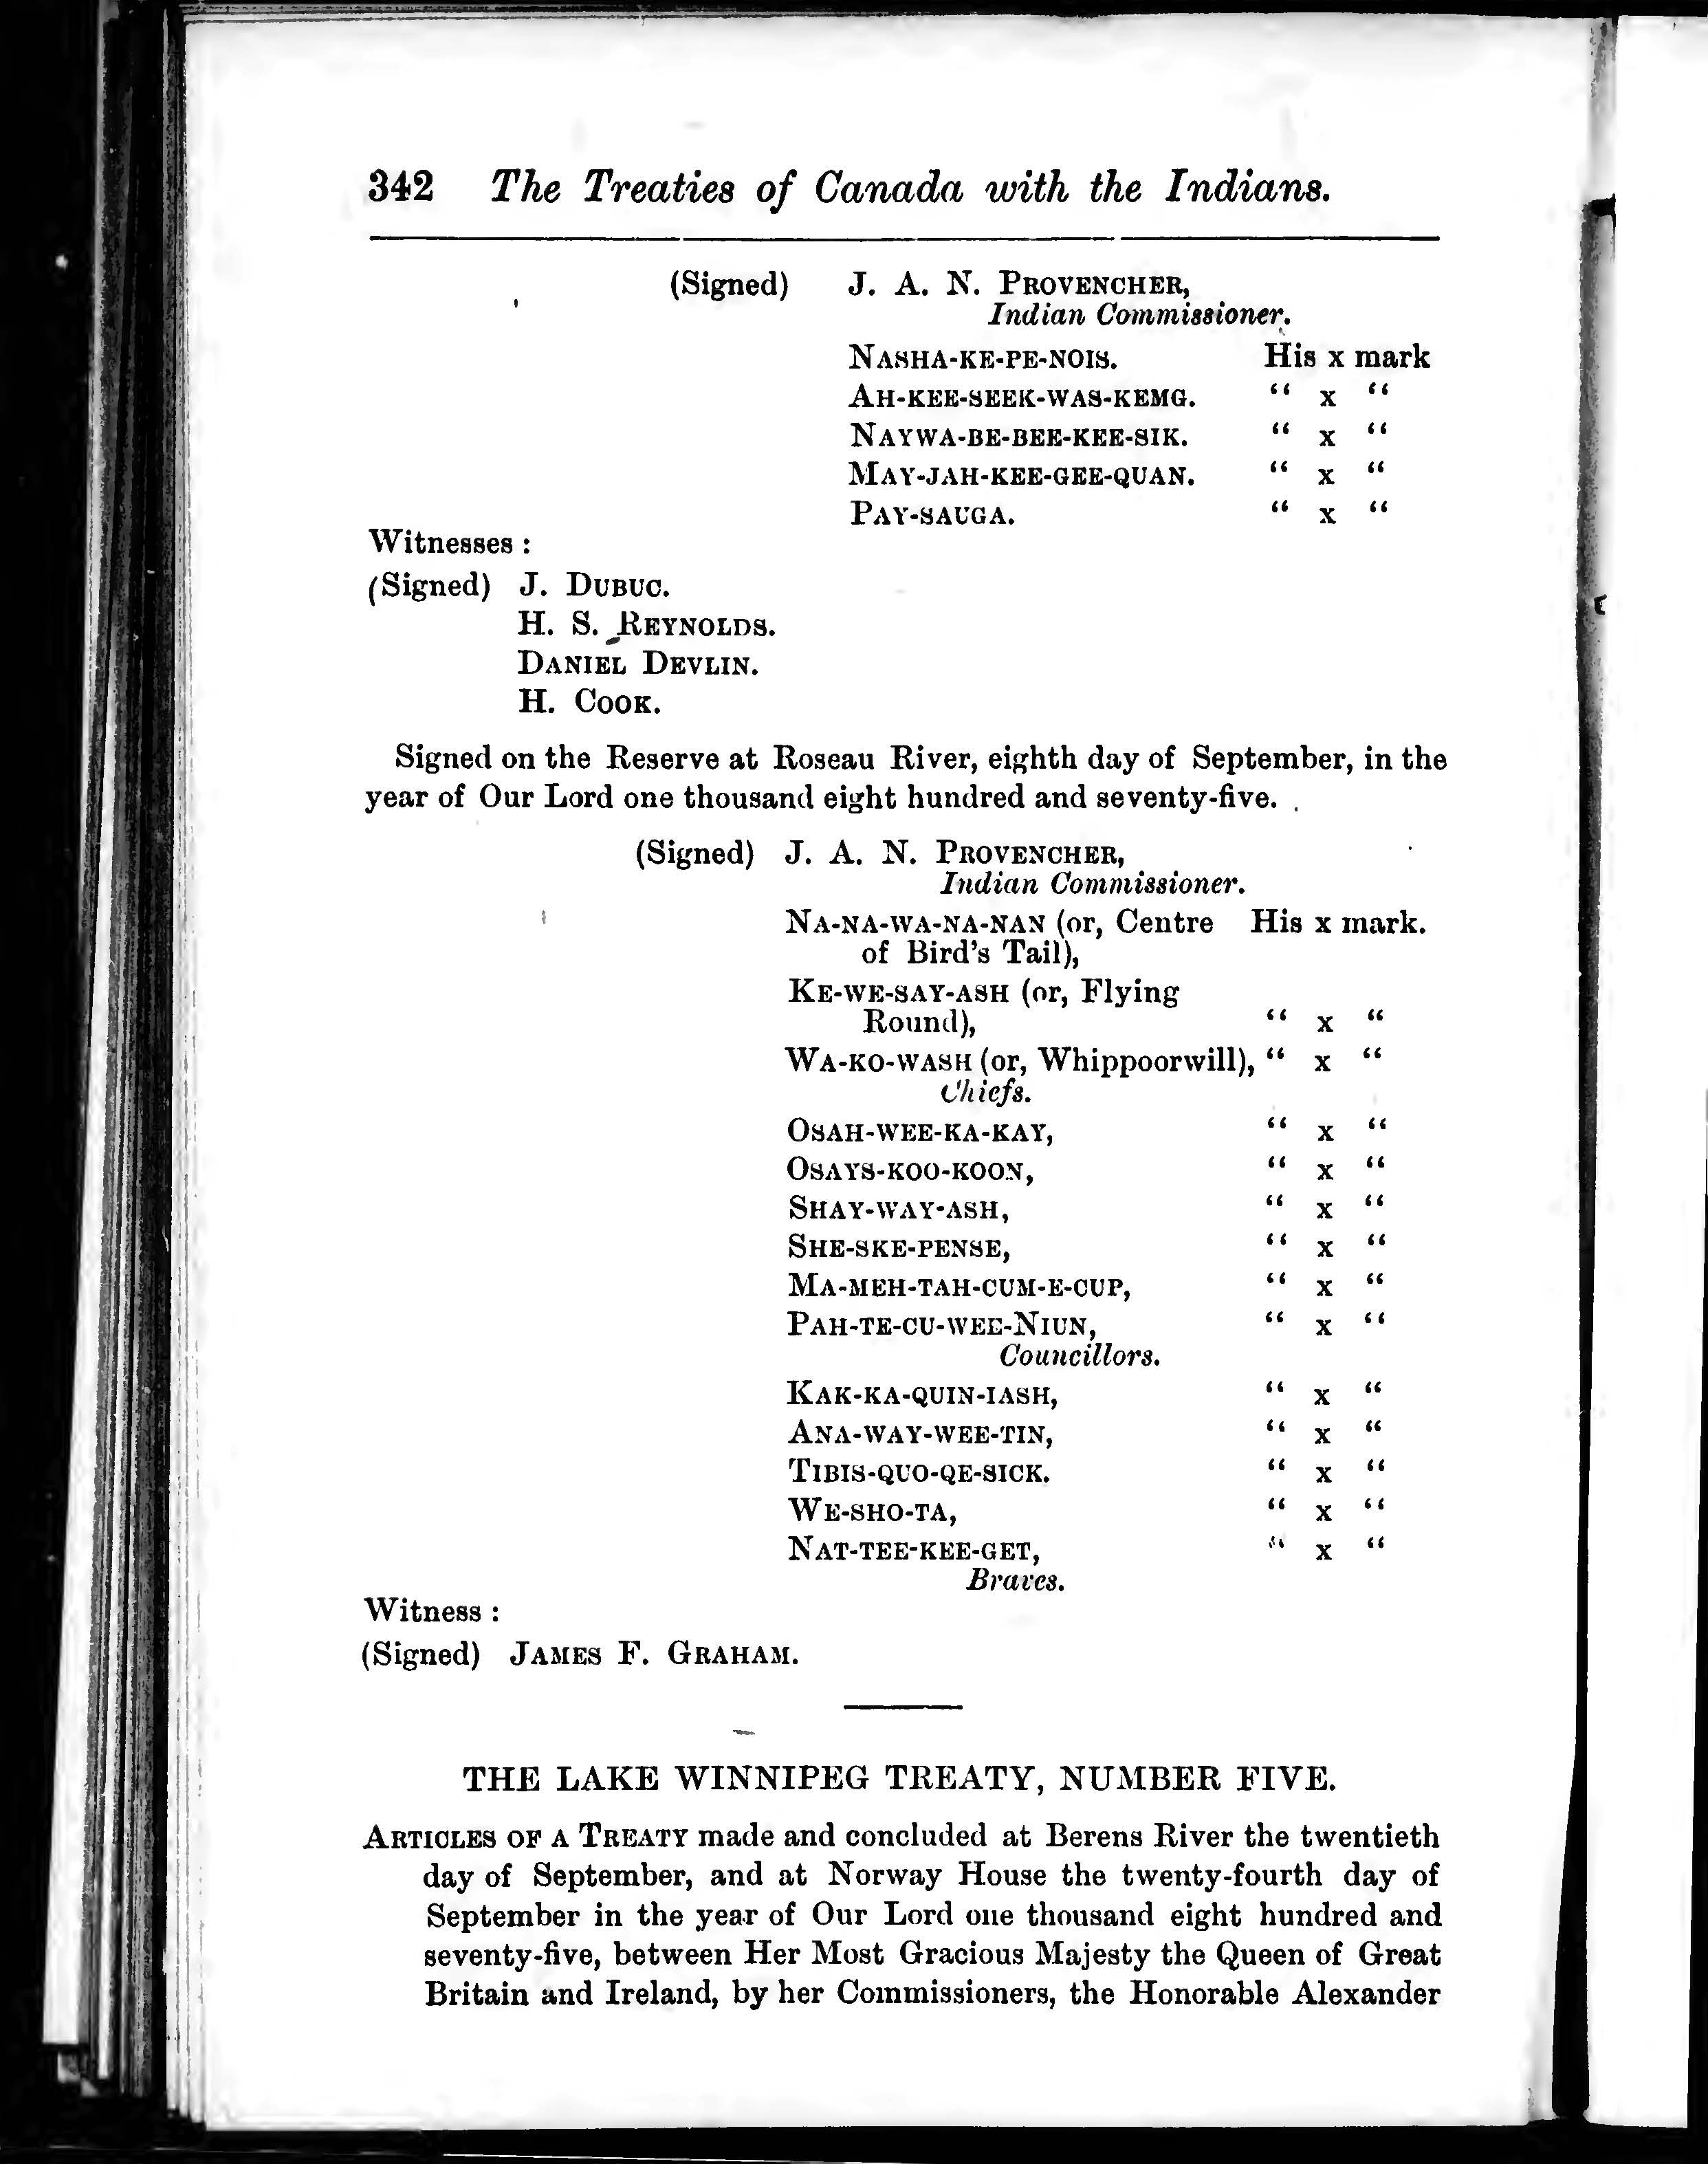 342 The Treaties of Canada with the Indians.
(Signed) J. A. N. PROVENCHER,
Indian Commissioner.
NASHA-KE-PE-NOIS. His x mark
AH-KEE-SEEK-WAS-KEMG. “ x “
NAYWA-BE-BEE-KEE-SIK. “ x “
MAY-JAH-KEE-GEE-QUAN. “ x “
PAY-SAUGA. “ x “
Witnesses :
(Signed) J. DUBUC.
H. S. REYNOLDS.
DANIEL DEVLIN.
H. COOK.
Signed on the Reserve at Roseau River, eighth day of September, in the
year of Our Lord one thousand eight hundred and seventy-five.
(Signed) J. A. N. PROVENCHER,
Indian Commissioner.
NA-NA-WA-NA-NAN (or, Centre His x mark.
of Bird's Tail),
KE-WE-SAY-ASH (or, Flying
Round), “ x “
WA-KO-WASH (or, Whippoorwill), “ x “
Chiefs.
OSAH-WEE-KA-KAY, “ x “
OSAYS-KOO-KOON, “ x “
SHAY-WAY-ASH, “ x “
SHE-SKE-PENSE, “ x “
MA-MEH-TAH-CUM-E-CUP, “ x “
PAH-TE-CU-WEE-NIUN, “ x “
Councillors.
KAK-KA-QUIN-IASH, “ x “
ANA-WAY-WEE-TIN, “ x “
TIBIS-QUO-QE-SICK. “ x “
WE-SHO-TA, “ x “
NAT-TEE-KEE-GET, “ x “
Braves.
Witness :
(Signed) JAMES F. GRAHAM.
THE LAKE WINNIPEG TREATY, NUMBER FIVE.
ARTICLES OF A TREATY made and concluded at Berens River the twentieth
day of September, and at Norway House the twenty-fourth day of
September in the year of Our Lord one thousand eight hundred and
seventy-five, between Her Most Gracious Majesty the Queen of Great
Britain and Ireland, by her Commissioners, the Honorable Alexander